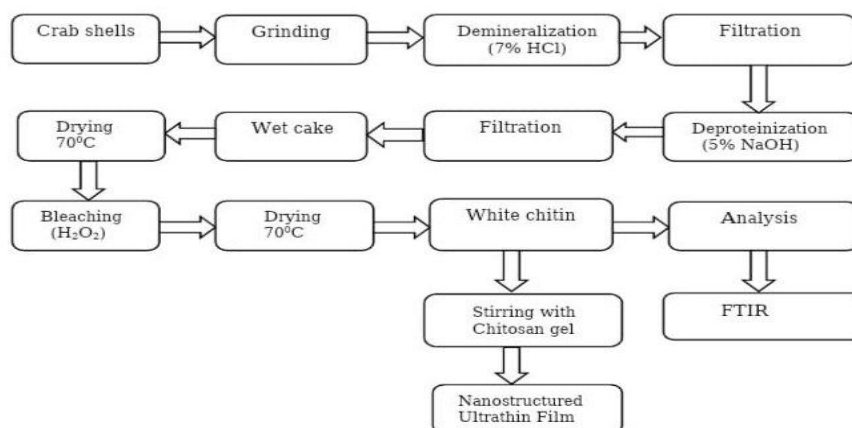 Crab shells
Grinding
Demineralization
(7% HCl)
Filtration
Drying
70⁰C
Wet cake
Filtration
Deproteinization
(5% NaOH)
Bleaching
(H₂O₂)
Drying
70⁰C
White chitin
Analysis
Stirring with
Chitosan gel
FTIR
Nanostructured
Ultrathin Film